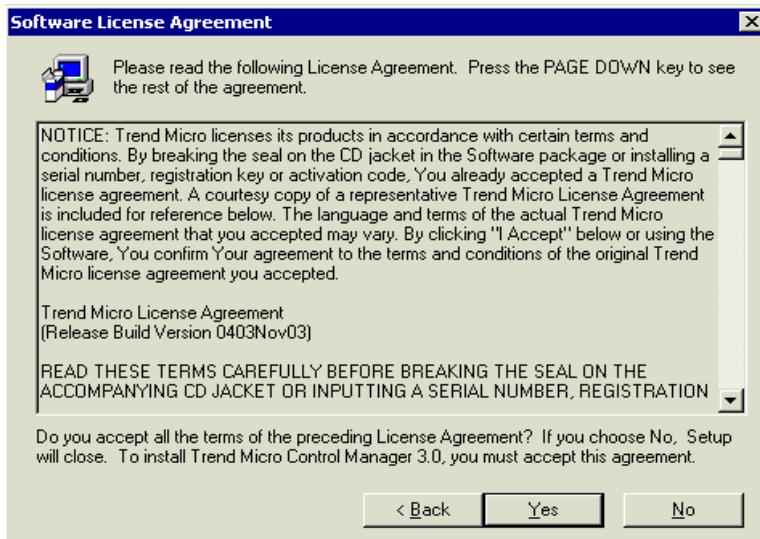 Software License Agreement
Please read the following License Agreement. Press the PAGE DOWN key to see
the rest of the agreement.
NOTICE: Trend Micro licenses its products in accordance with certain terms and
conditions. By breaking the seal on the CD jacket in the Software package or installing a
serial number, registration key or activation code, You already accepted a Trend Micro
license agreement. A courtesy copy of a representative Trend Micro License Agreement
is included for reference below. The language and terms of the actual Trend Micro
license agreement that you accepted may vary. By clicking "I Accept" below or using the
Software, You confirm Your agreement to the terms and conditions of the original Trend
Micro license agreement you accepted.
Trend Micro License Agreement
(Release Build Version 0403Nov03)
READ THESE TERMS CAREFULLY BEFORE BREAKING THE SEAL ON THE
ACCOMPANYING CD JACKET OR INPUTTING A SERIAL NUMBER, REGISTRATION
Do you accept all the terms of the preceding License Agreement? If you choose No, Setup
will close. To install Trend Micro Control Manager 3.0, you must accept this agreement.
< Back Yes No